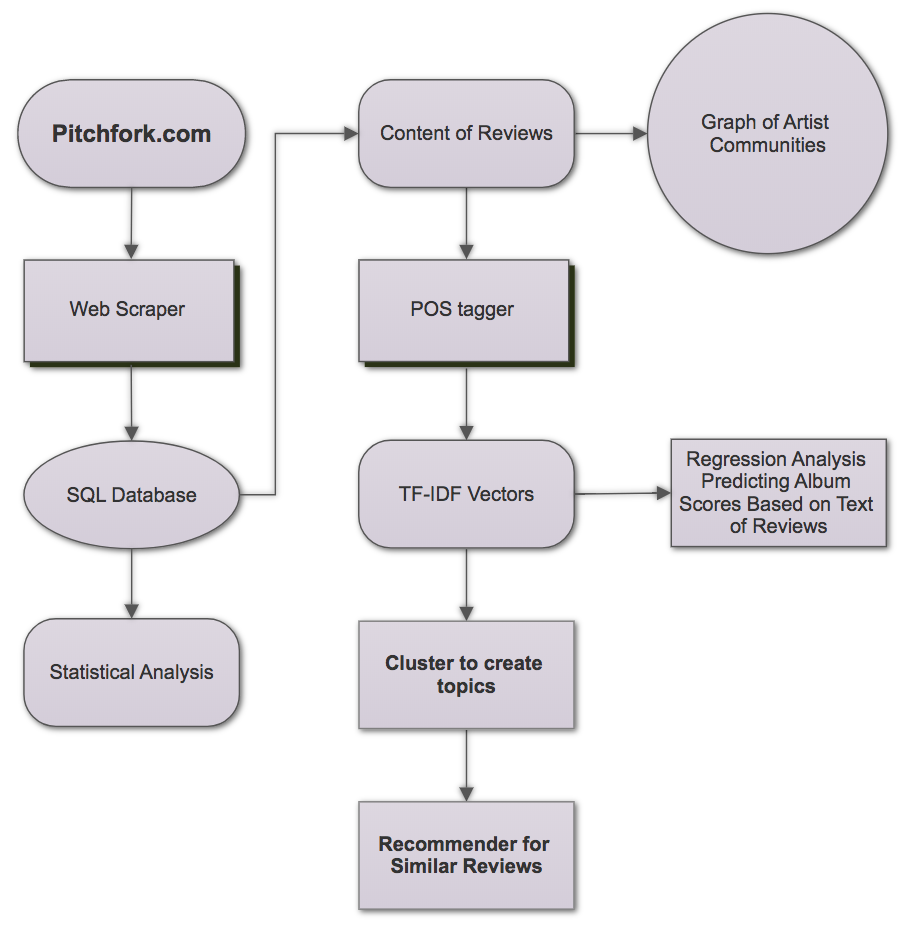 Pitchfork.com
Content of Reviews
Graph of Artist
Communities
Web Scraper
POS tagger
SQL Database
TF-IDF Vectors
Regression Analysis
Predicting Album
Scores Based on Text
of Reviews
Statistical Analysis
Cluster to create
topics
Recommender for
Similar Reviews